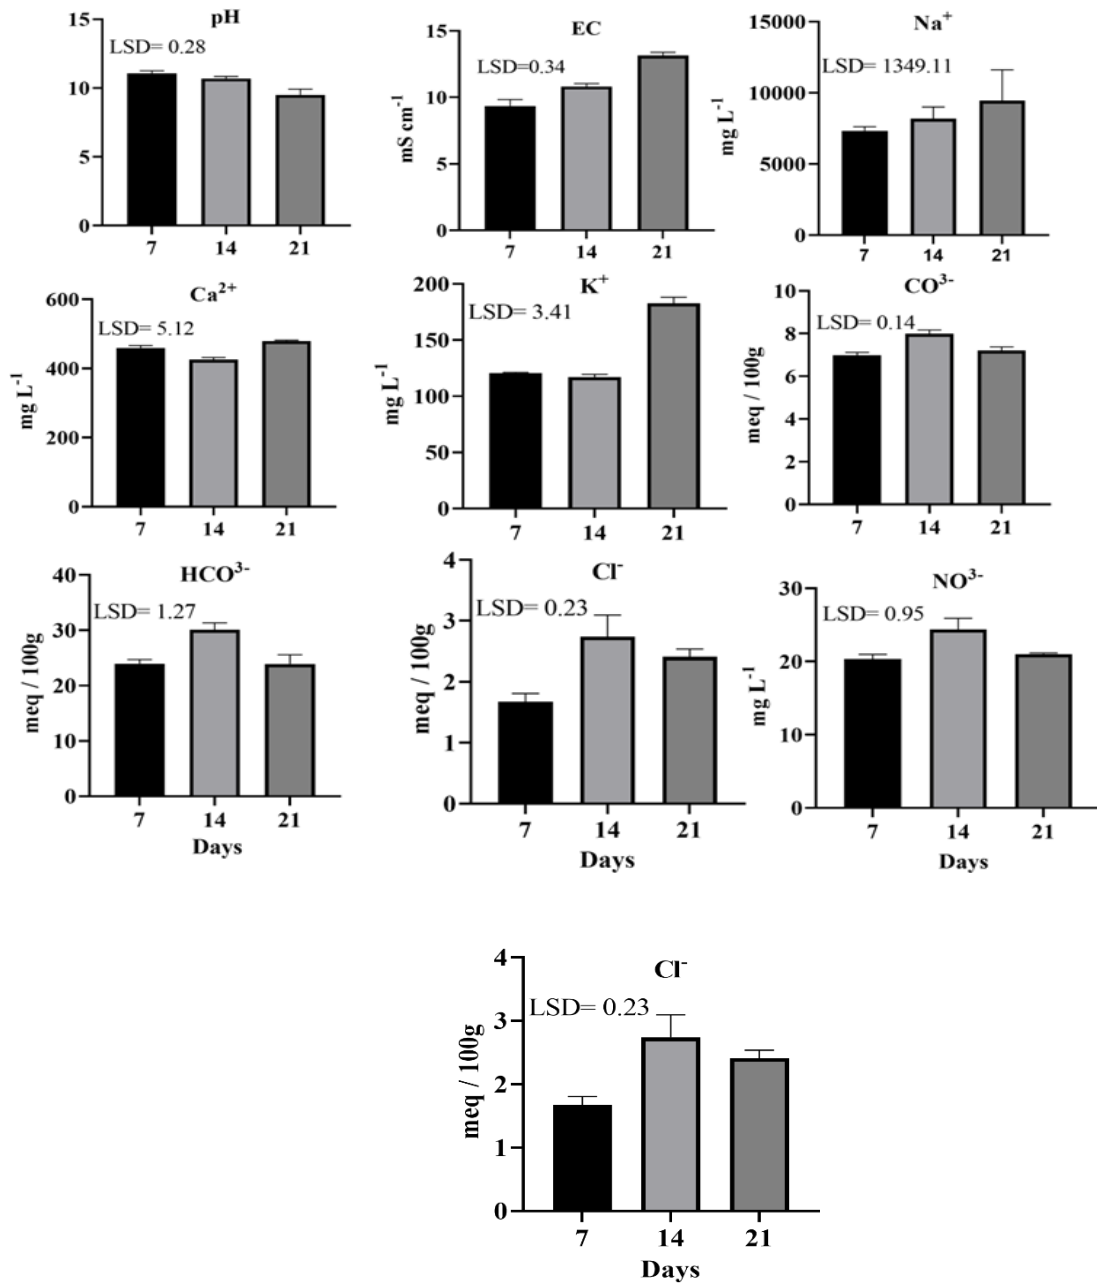 pH
LSD= 0.28
15
10
5
0
7 14 21
EC
LSD=0.34
mS cm⁻¹
15
10
5
0
7 14 21
Na⁺
LSD= 1349.11
mg L⁻¹
15000
10000
5000
0
7 14 21
Ca²⁺
LSD= 5.12
mg L⁻¹
600
400
200
0
7 14 21
K⁺
LSD= 3.41
mg L⁻¹
200
150
100
50
0
7 14 21
CO³⁻
LSD= 0.14
meq / 100g
10
8
6
4
2
0
7 14 21
HCO³⁻
LSD= 1.27
meq / 100g
40
30
20
10
0
7 14 21
Days
Cl⁻
LSD= 0.23
meq / 100g
4
3
2
1
0
7 14 21
Days
NO³⁻
LSD= 0.95
mg L⁻¹
30
20
10
0
7 14 21
Days
Cl⁻
LSD= 0.23
meq / 100g
4
3
2
1
0
7 14 21
Days